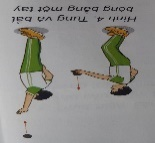 Hình 4. Tung và bắt
bóng bằng một tay